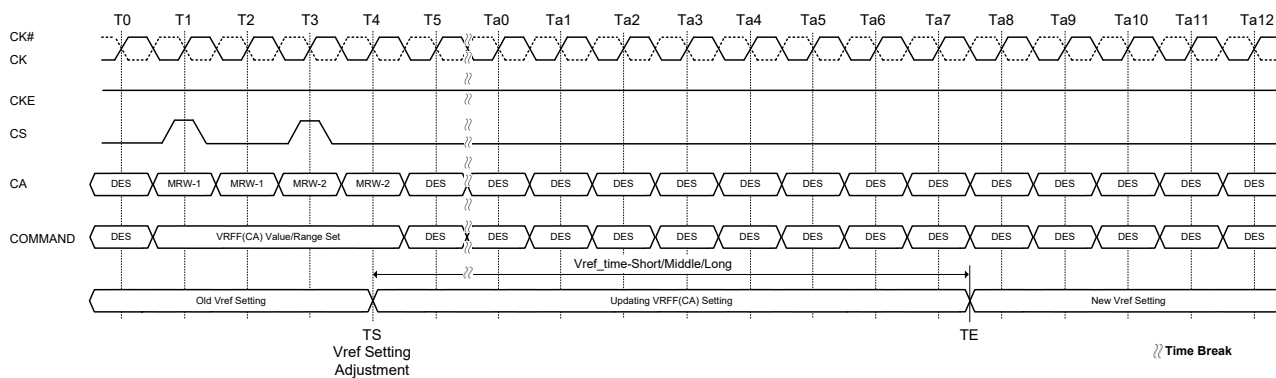 T0 T1 T2 T3 T4 T5 Ta0 Ta1 Ta2 Ta3 Ta4 Ta5 Ta6 Ta7 Ta8 Ta9 Ta10 Ta11 Ta12
CK#
CK
CKE
CS
CA DES MRW-1 MRW-1 MRW-2 MRW-2 DES DES DES DES DES DES DES DES DES DES DES DES DES DES
COMMAND DES VRFF(CA) Value/Range Set DES DES DES DES DES DES DES DES DES DES DES DES DES DES
Vref_time-Short/Middle/Long
Old Vref Setting Updating VRFF(CA) Setting New Vref Setting
TS TE
Vref Setting
Adjustment
Time Break